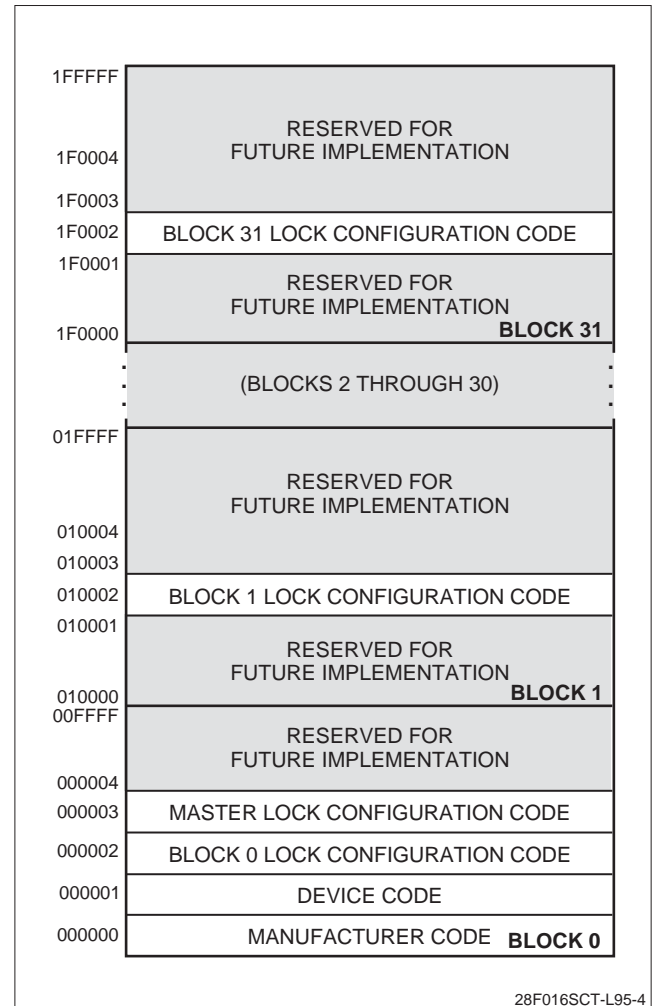 1FFFFF
RESERVED FOR
FUTURE IMPLEMENTATION
1F0004
1F0003
1F0002 BLOCK 31 LOCK CONFIGURATION CODE
1F0001
RESERVED FOR
FUTURE IMPLEMENTATION
1F0000 BLOCK 31
(BLOCKS 2 THROUGH 30)
01FFFF
RESERVED FOR
FUTURE IMPLEMENTATION
010004
010003
010002 BLOCK 1 LOCK CONFIGURATION CODE
010001
RESERVED FOR
FUTURE IMPLEMENTATION
010000 BLOCK 1
00FFFF
RESERVED FOR
FUTURE IMPLEMENTATION
000004
000003 MASTER LOCK CONFIGURATION CODE
000002 BLOCK 0 LOCK CONFIGURATION CODE
000001 DEVICE CODE
000000 MANUFACTURER CODE BLOCK 0
28F016SCT-L95-4